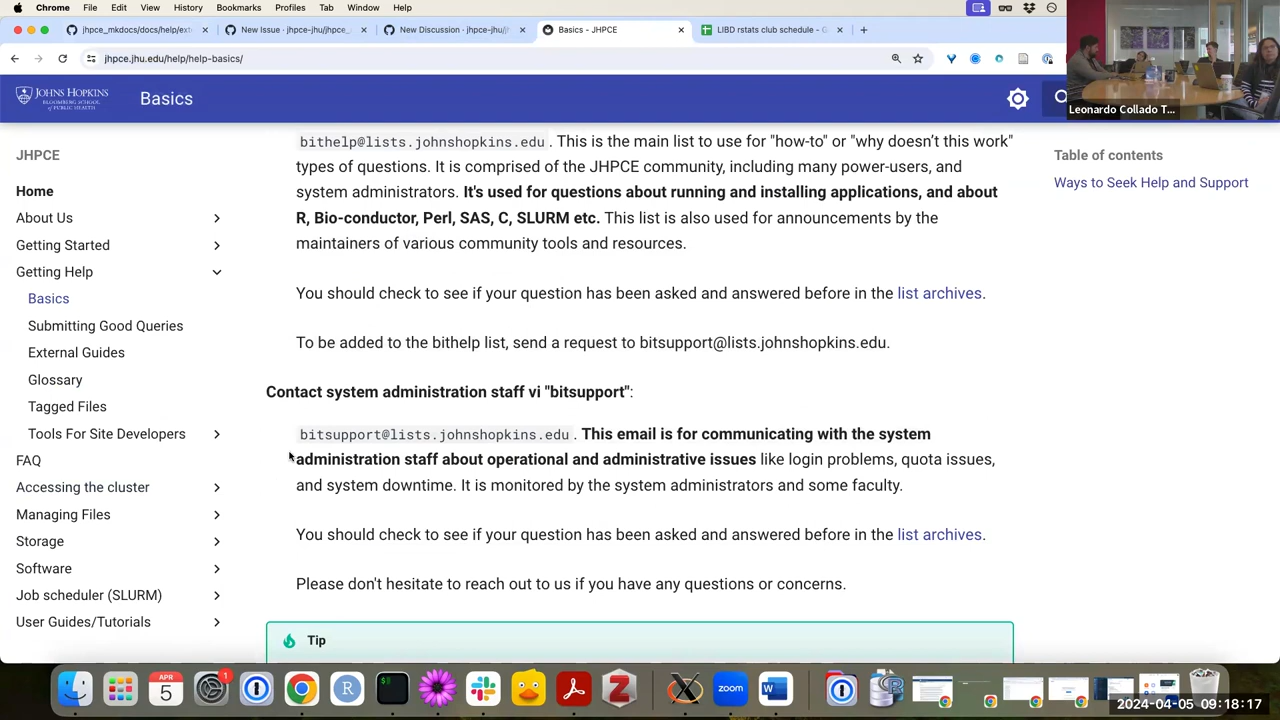 Chrome File Edit View History Bookmarks Profiles Tab Window Help
jhpce_mkdocs/docs/help/ext
New Issue · jhpce-jhu/jhpce_
New Discussion · jhpce-jhu/j
Basics - JHPCE
LIBD rstats club schedule - G
jhpce.jhu.edu/help/help-basics/
JOHNS HOPKINS
BLOOMBERG SCHOOL
of PUBLIC HEALTH
Basics
Leonardo Collado T...
JHPCE
Home
About Us
Getting Started
Getting Help
Basics
Submitting Good Queries
External Guides
Glossary
Tagged Files
Tools For Site Developers
FAQ
Accessing the cluster
Managing Files
Storage
Software
Job scheduler (SLURM)
User Guides/Tutorials
bithelp@lists.johnshopkins.edu . This is the main list to use for "how-to" or "why doesn’t this work"
types of questions. It is comprised of the JHPCE community, including many power-users, and
system administrators. It's used for questions about running and installing applications, and about
R, Bio-conductor, Perl, SAS, C, SLURM etc. This list is also used for announcements by the
maintainers of various community tools and resources.
You should check to see if your question has been asked and answered before in the list archives.
To be added to the bithelp list, send a request to bitsupport@lists.johnshopkins.edu.
Contact system administration staff vi "bitsupport":
bitsupport@lists.johnshopkins.edu . This email is for communicating with the system
administration staff about operational and administrative issues like login problems, quota issues,
and system downtime. It is monitored by the system administrators and some faculty.
You should check to see if your question has been asked and answered before in the list archives.
Please don't hesitate to reach out to us if you have any questions or concerns.
Tip
Table of contents
Ways to Seek Help and Support
APR
5
1
zoom
2024-04-05 09:18:17